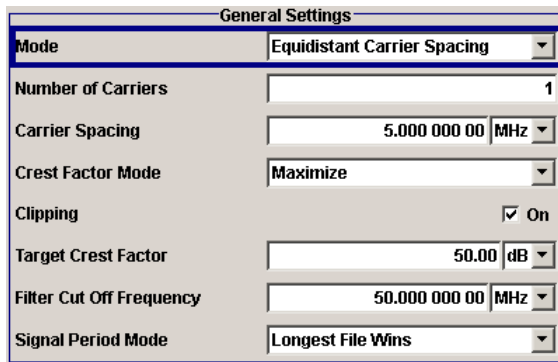 General Settings
Mode Equidistant Carrier Spacing
Number of Carriers 1
Carrier Spacing 5.000 000 00 MHz
Crest Factor Mode Maximize
Clipping On
Target Crest Factor 50.00 dB
Filter Cut Off Frequency 50.000 000 00 MHz
Signal Period Mode Longest File Wins